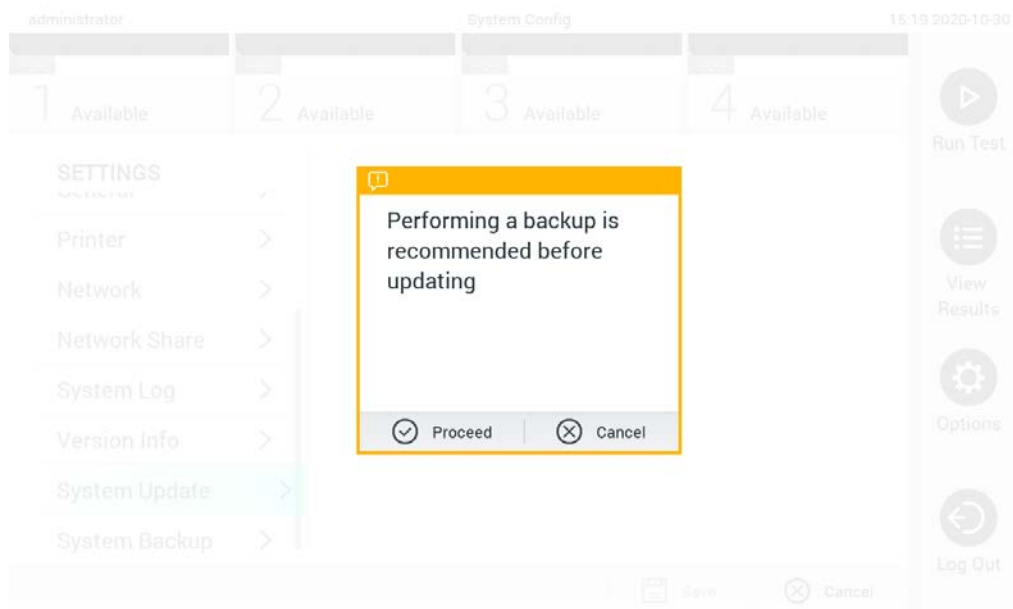 administrator
System Config
15:19 2020-10-30
1 Available
2 Available
3 Available
4 Available
Run Test
SETTINGS
General
Printer
Network
Network Share
System Log
Version Info
System Update
System Backup
Performing a backup is
recommended before
updating
Proceed
Cancel
View
Results
Options
Log Out
Save
Cancel